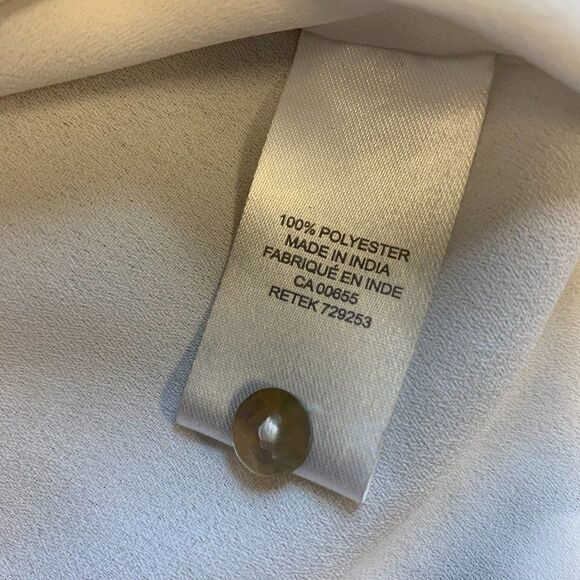 100% POLYESTER
MADE IN INDIA
FABRIQUÉ EN INDE
CA 00655
RETEK 729253